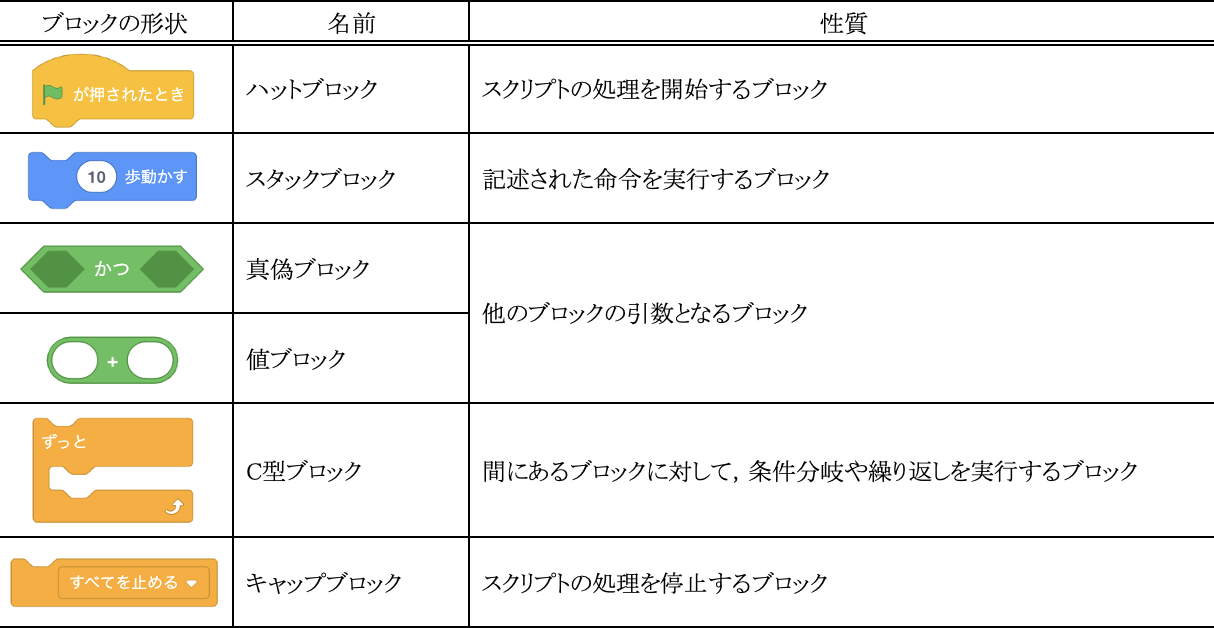 ブロックの形状 名前 性質
が押されたとき ハットブロック スクリプトの処理を開始するブロック
10 歩動かす スタックブロック 記述された命令を実行するブロック
かつ 真偽ブロック
他のブロックの引数となるブロック
+ 値ブロック
ずっと
C型ブロック 間にあるブロックに対して，条件分岐や繰り返しを実行するブロック
すべてを止める キャップブロック スクリプトの処理を停止するブロック